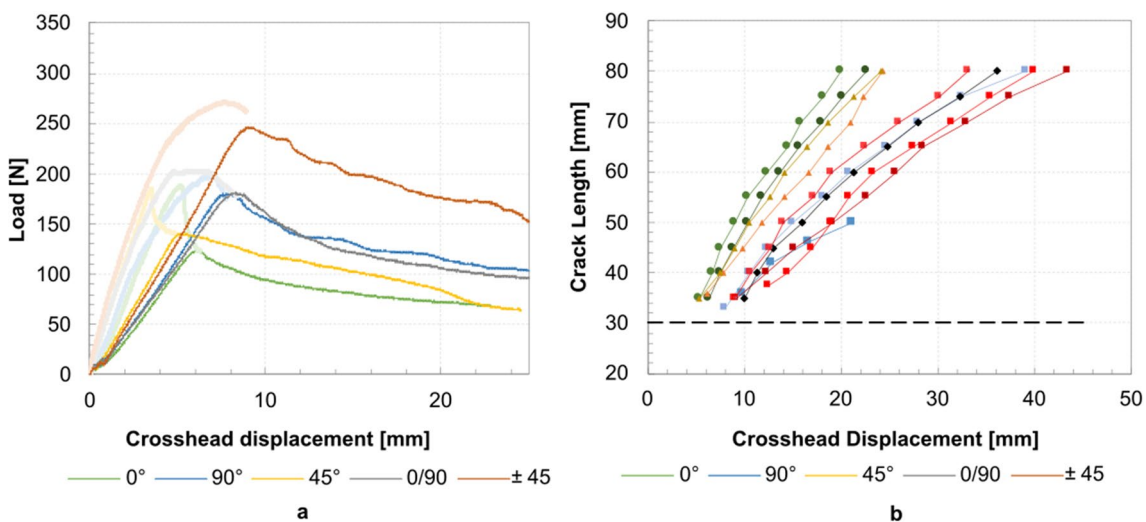 350
300
250
200
150
100
50
0
Load [N]
0 10 20
Crosshead displacement [mm]
0° 90° 45° 0/90 ± 45
a
90
80
70
60
50
40
30
20
Crack Length [mm]
0 10 20 30 40 50
Crosshead Displacement [mm]
0° 90° 45° 0/90 ± 45
b